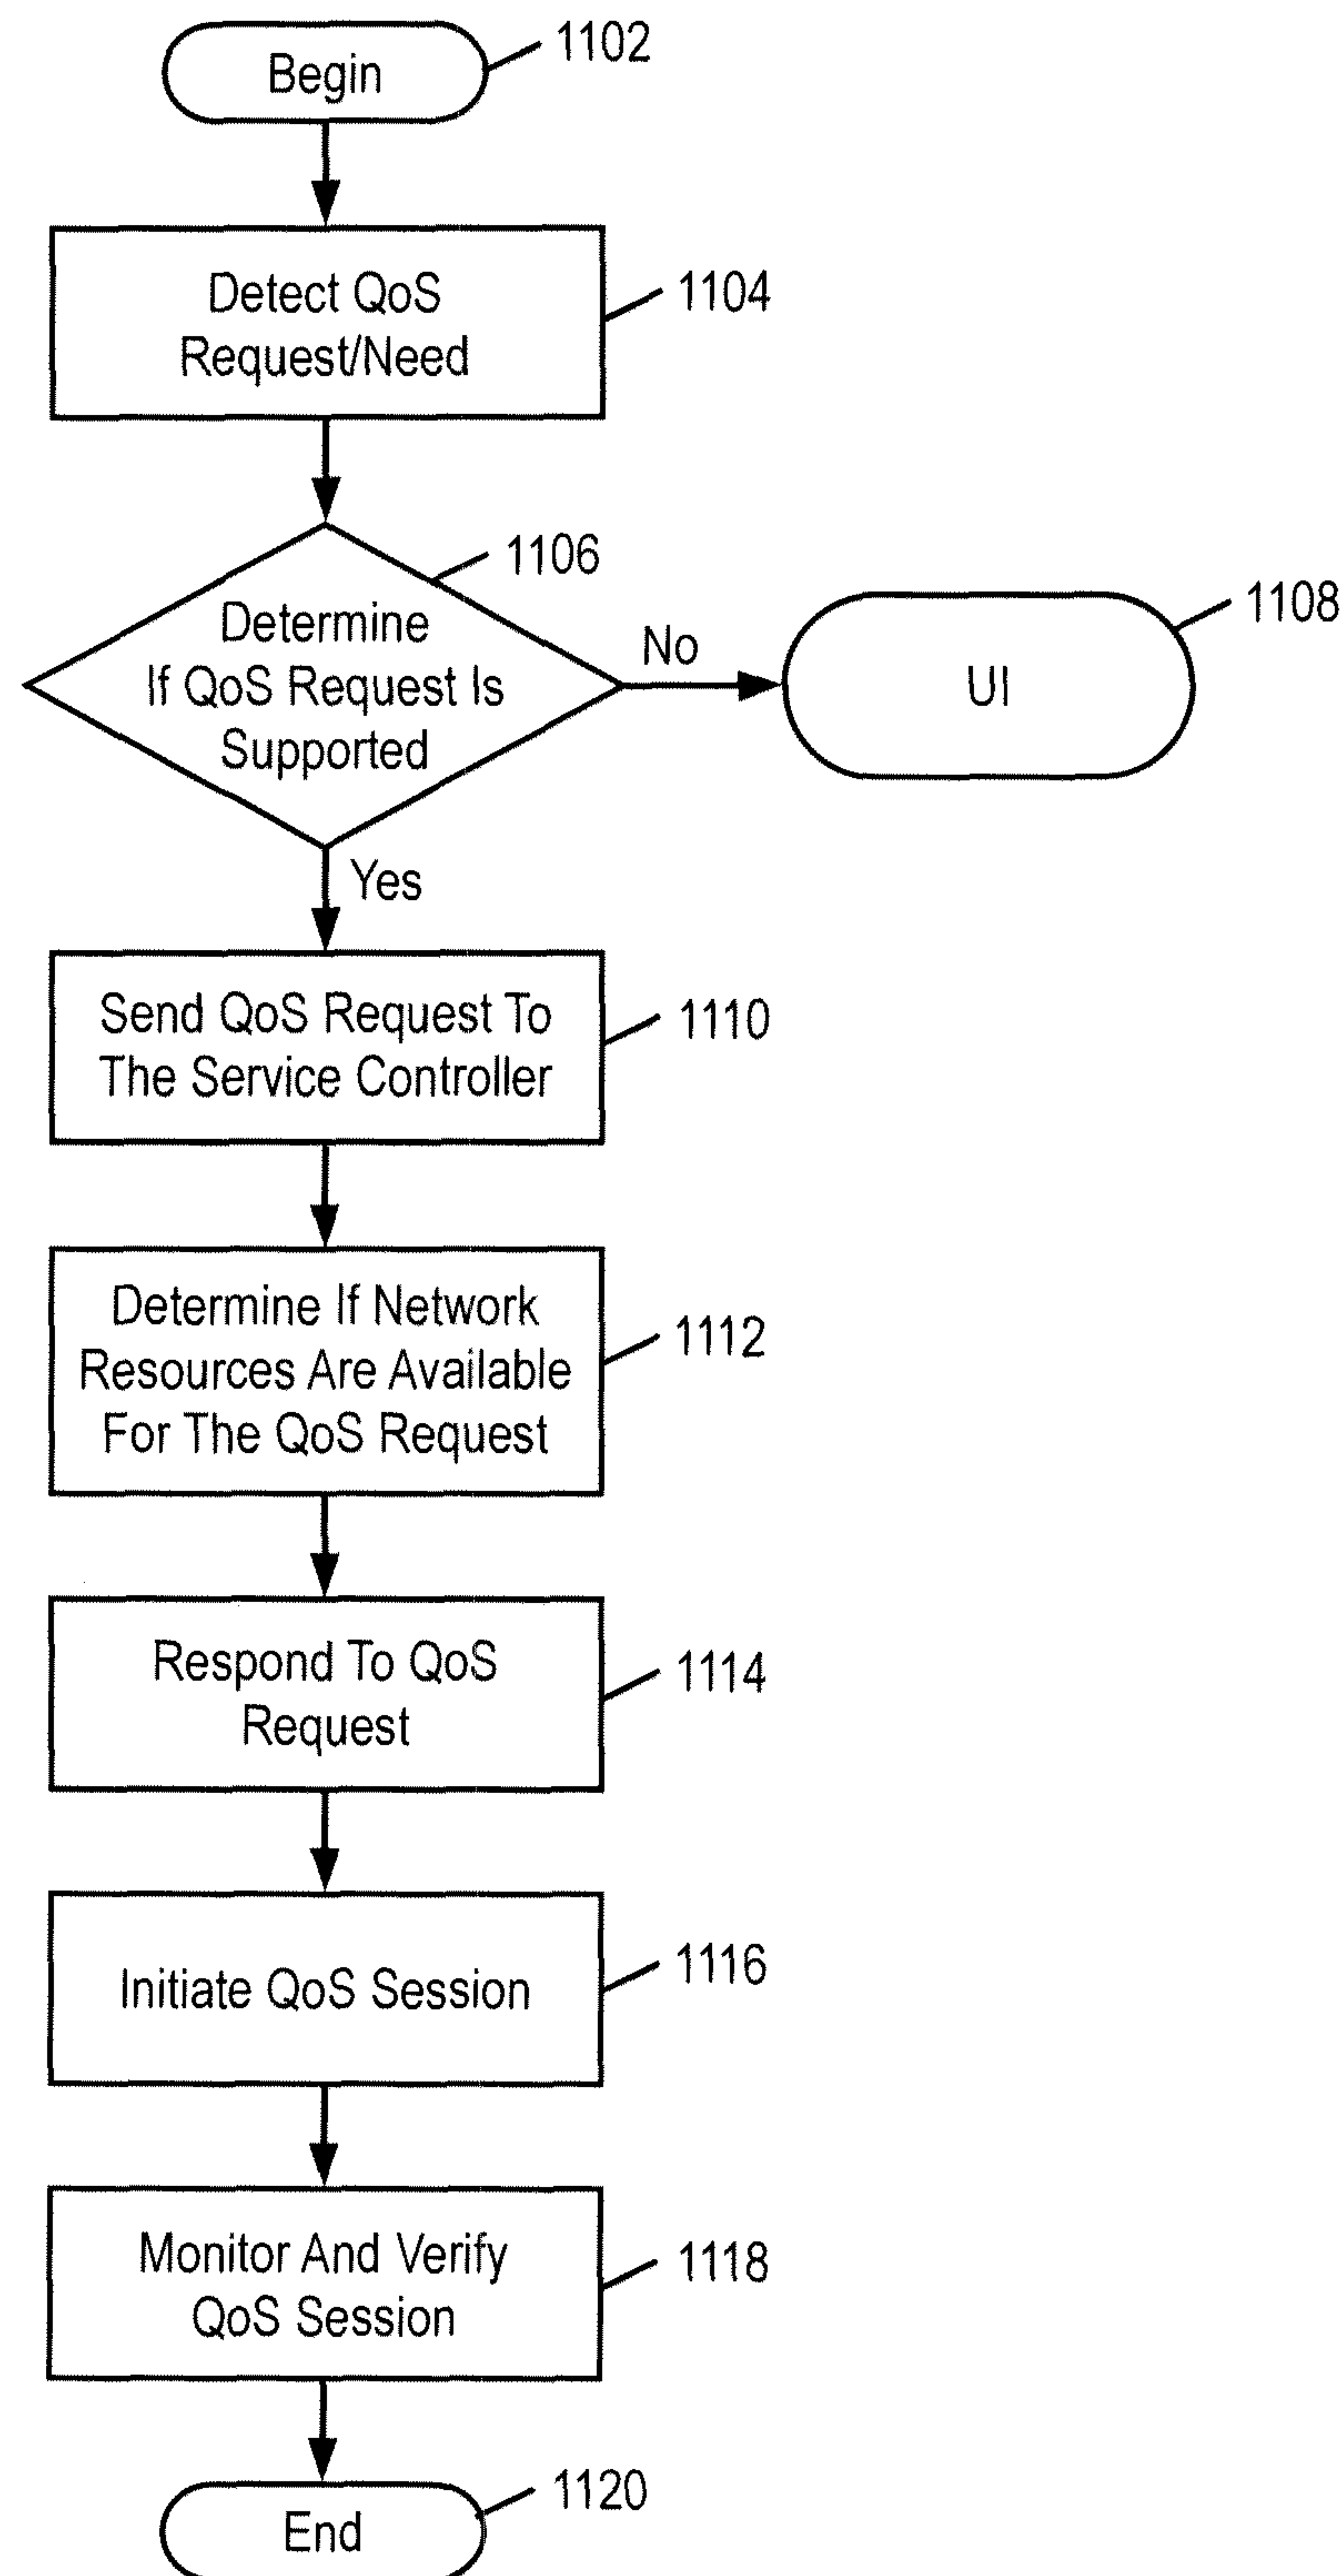 Begin
1102
Detect QoS
Request/Need
1104
1106
Determine
If QoS Request Is
Supported
No
1108
UI
Yes
Send QoS Request To
The Service Controller
1110
Determine If Network
Resources Are Available
For The QoS Request
1112
Respond To QoS
Request
1114
Initiate QoS Session
1116
Monitor And Verify
QoS Session
1118
End
1120